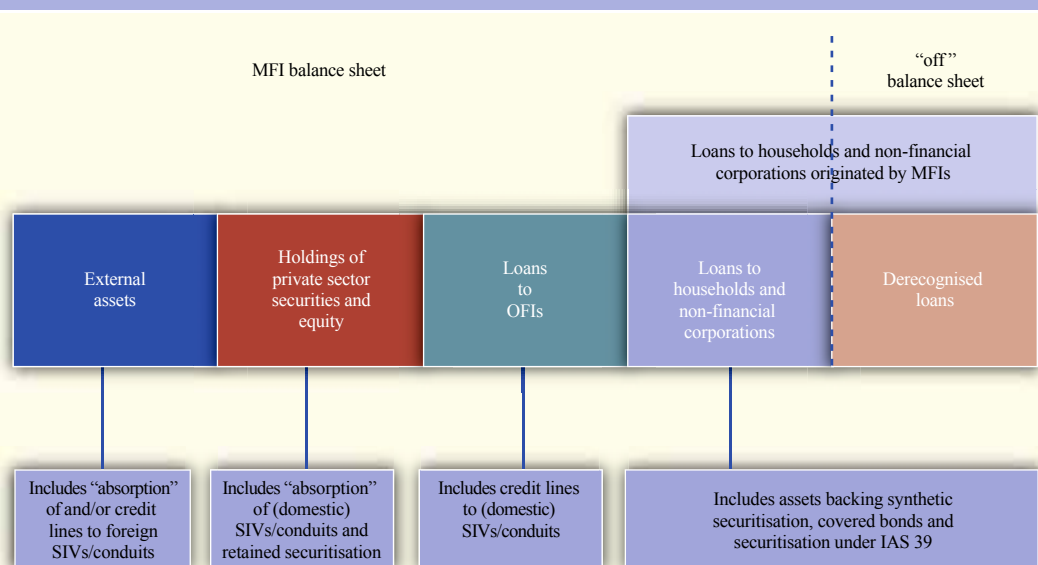 MFI balance sheet
“off”
balance sheet
Loans to households and non-financial
corporations originated by MFIs
External
assets
Holdings of
private sector
securities and
equity
Loans
to
OFIs
Loans to
households and
non-financial
corporations
Derecognised
loans
Includes “absorption”
of and/or credit
lines to foreign
SIVs/conduits
Includes “absorption”
of (domestic)
SIVs/conduits and
retained securitisation
Includes credit lines
to (domestic)
SIVs/conduits
Includes assets backing synthetic
securitisation, covered bonds and
securitisation under IAS 39